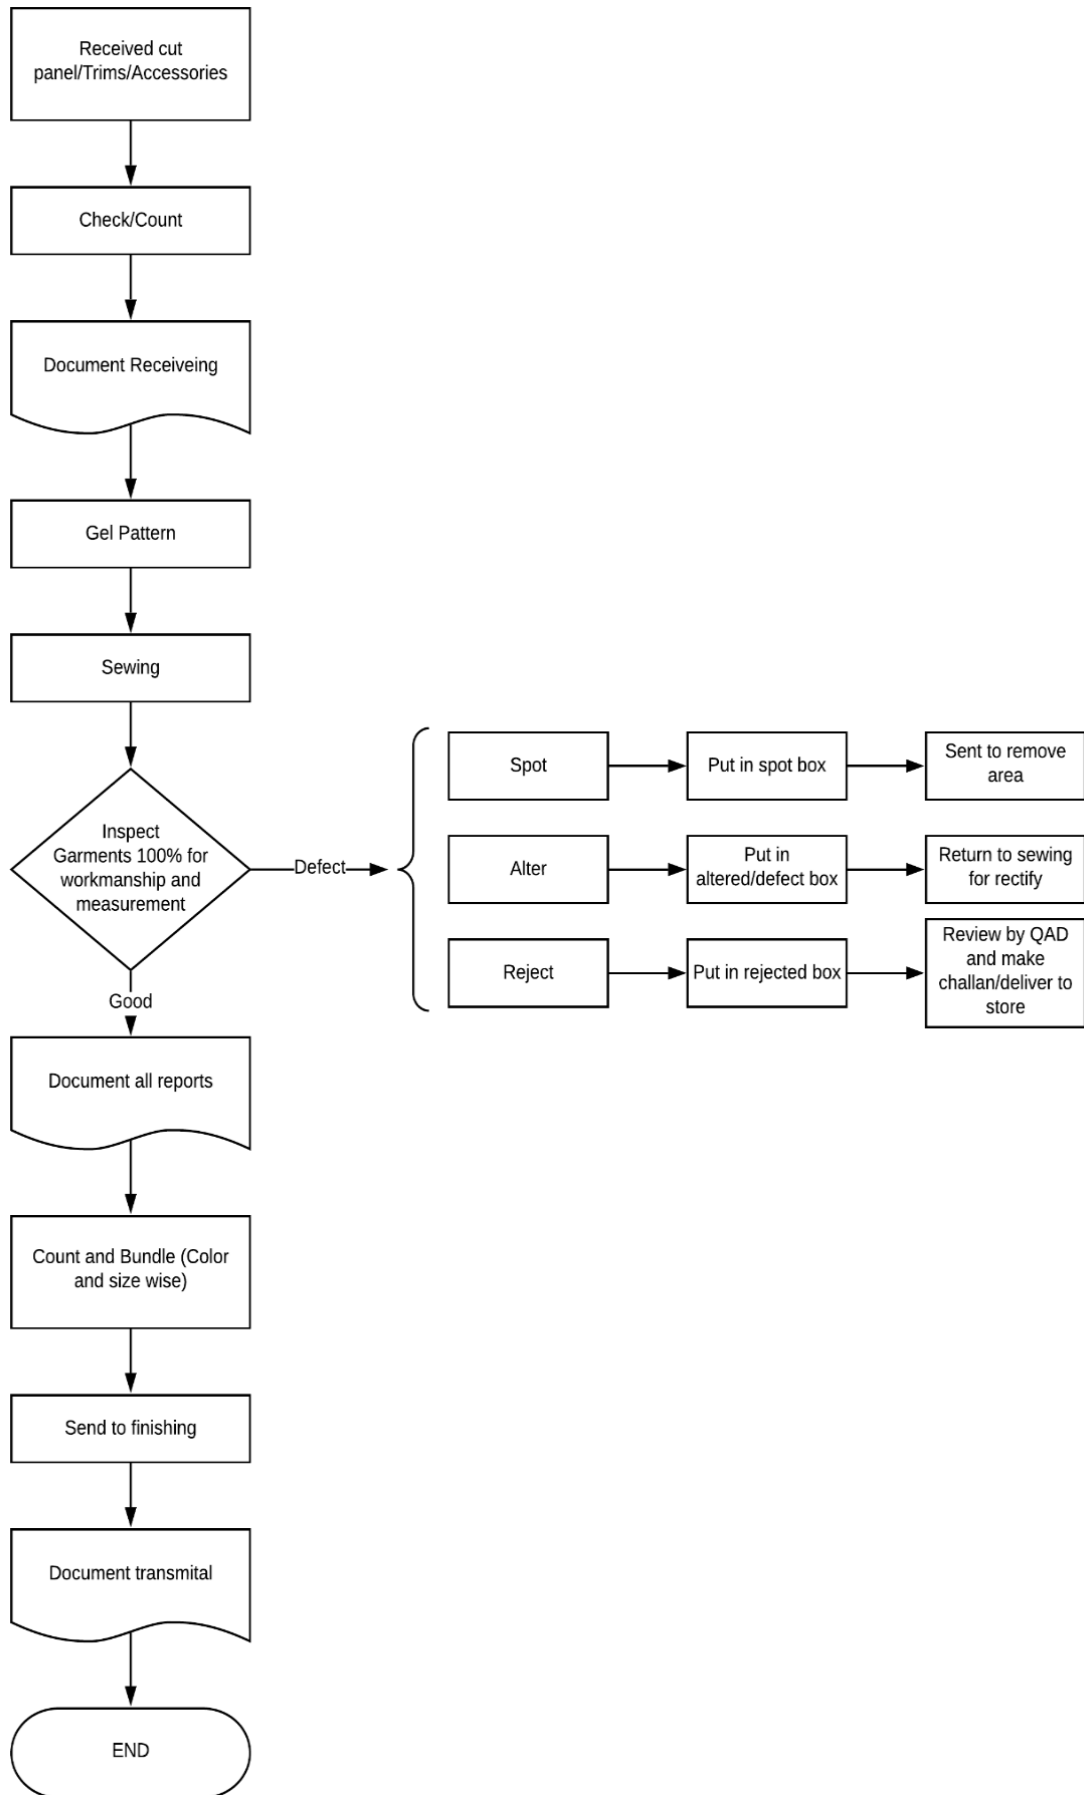 Received cut
panel/Trims/Accessories
Check/Count
Document Receiveing
Gel Pattern
Sewing
Inspect
Garments 100% for
workmanship and
measurement
Defect
Spot
Put in spot box
Sent to remove
area
Alter
Put in
altered/defect box
Return to sewing
for rectify
Reject
Put in rejected box
Review by QAD
and make
challan/deliver to
store
Good
Document all reports
Count and Bundle (Color
and size wise)
Send to finishing
Document transmital
END